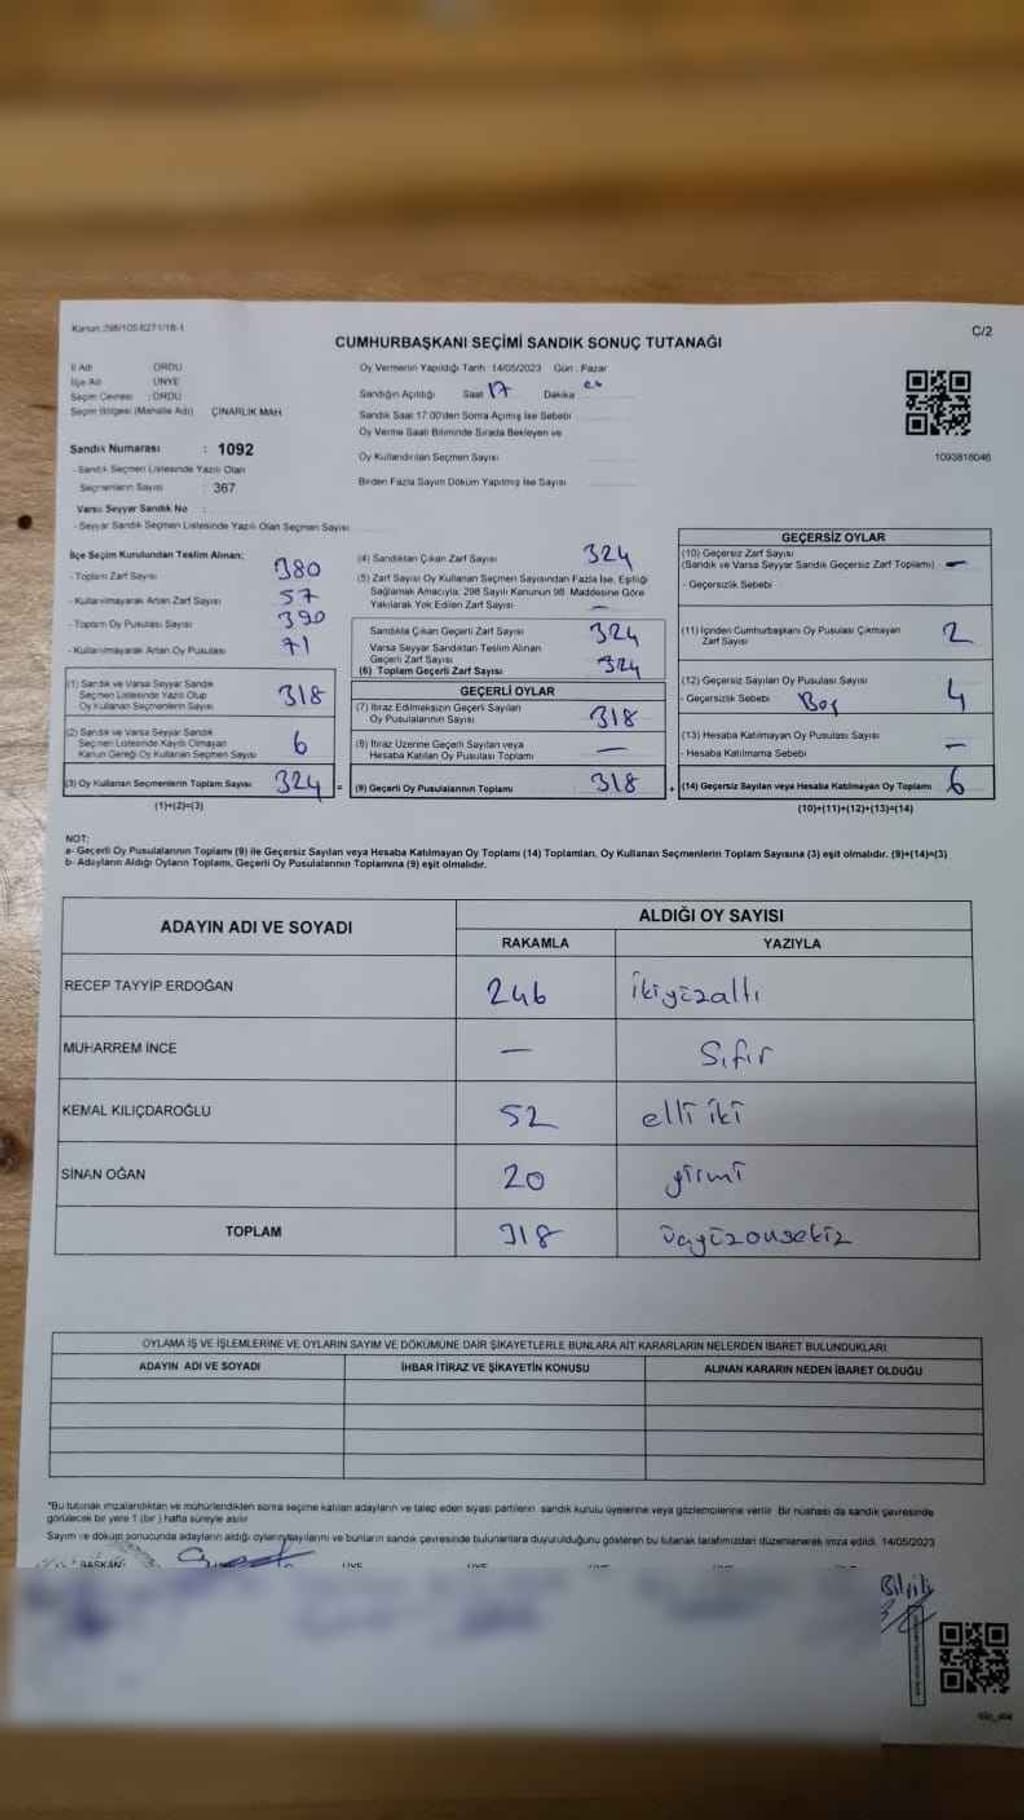 Kanun:298/105 6271/18-1
C/2
CUMHURBAŞKANI SEÇİMİ SANDIK SONUÇ TUTANAĞI
İl Adı : ORDU
İlçe Adı : ÜNYE
Seçim Çevresi : ORDU
Seçim Bölgesi (Mahalle Adı) : ÇINARLIK MAH
Sandık Numarası : 1092
- Sandık Seçmen Listesinde Yazılı Olan
Seçmenlerin Sayısı : 367
Varsa Seyyar Sandık No :
- Seyyar Sandık Seçmen Listesinde Yazılı Olan Seçmen Sayısı
Oy Vermenin Yapıldığı Tarih: 14/05/2023 Gün : Pazar
Sandığın Açıldığı Saat 17 Dakika
Sandık Saat 17:00'den Sonra Açmış İse Sebebi
Oy Verme Saati Bitiminde Sırada Bekleyen ve
Oy Kullandırılan Seçmen Sayısı
Birden Fazla Sayım Döküm Yapılmış İse Sayısı
1093818046
İlçe Seçim Kurulundan Teslim Alınan:
- Toplam Zarf Sayısı 380
- Kullanılmayarak Artan Zarf Sayısı 57
- Toplam Oy Pusulası Sayısı 390
- Kullanılmayarak Artan Oy Pusulası 71
(1) Sandık ve Varsa Seyyar Sandık
Seçmen Listesinde Yazılı Olup
Oy Kullanan Seçmenlerin Sayısı 318
(2) Sandık ve Varsa Seyyar Sandık
Seçmen Listesinde Kayıtlı Olmayan
Kanun Gereği Oy Kullanan Seçmen Sayısı 6
(3) Oy Kullanan Seçmenlerin Toplam Sayısı 324 =
(1)+(2)=(3)
(4) Sandıktan Çıkan Zarf Sayısı 324
(5) Zarf Sayısı Oy Kullanan Seçmen Sayısından Fazla İse, Eşitliği
Sağlamak Amacıyla, 298 Sayılı Kanunun 98. Maddesine Göre
Yakılarak Yok Edilen Zarf Sayısı —
Sandıkta Çıkan Geçerli Zarf Sayısı 324
Varsa Seyyar Sandıktan Teslim Alınan
Geçerli Zarf Sayısı
(6) Toplam Geçerli Zarf Sayısı 324
GEÇERLİ OYLAR
(7) İtiraz Edilmeksizin Geçerli Sayılan
Oy Pusulalarının Sayısı 318
(8) İtiraz Üzerine Geçerli Sayılan veya
Hesaba Katılan Oy Pusulası Toplamı —
(9) Geçerli Oy Pusulalarının Toplamı 318 +
GEÇERSİZ OYLAR
(10) Geçersiz Zarf Sayısı
(Sandık ve Varsa Seyyar Sandık Geçersiz Zarf Toplamı) —
- Geçersizlik Sebebi
(11) İçinden Cumhurbaşkanı Oy Pusulası Çıkmayan
Zarf Sayısı 2
(12) Geçersiz Sayılan Oy Pusulası Sayısı
- Geçersizlik Sebebi Boş 4
(13) Hesaba Katılmayan Oy Pusulası Sayısı
- Hesaba Katılmama Sebebi —
(14) Geçersiz Sayılan veya Hesaba Katılmayan Oy Toplamı 6
(10)+(11)+(12)+(13)=(14)
NOT:
a- Geçerli Oy Pusulalarının Toplamı (9) ile Geçersiz Sayılan veya Hesaba Katılmayan Oy Toplamı (14) Toplamları, Oy Kullanan Seçmenlerin Toplam Sayısına (3) eşit olmalıdır. (9)+(14)=(3)
b- Adayların Aldığı Oyların Toplamı, Geçerli Oy Pusulalarının Toplamına (9) eşit olmalıdır.
ADAYIN ADI VE SOYADI
ALDIĞI OY SAYISI
RAKAMLA YAZIYLA
RECEP TAYYİP ERDOĞAN 246 ikiyüzaltı
MUHARREM İNCE — Sıfır
KEMAL KILIÇDAROĞLU 52 elli iki
SİNAN OĞAN 20 yirmi
TOPLAM 318 üçyüzonsekiz
OYLAMA İŞ VE İŞLEMLERİNE VE OYLARIN SAYIM VE DÖKÜMÜNE DAİR ŞİKAYETLERLE BUNLARA AİT KARARLARIN NELERDEN İBARET BULUNDUKLARI
ADAYIN ADI VE SOYADI İHBAR İTİRAZ VE ŞİKAYETİN KONUSU ALINAN KARARIN NEDEN İBARET OLDUĞU
*Bu tutanak imzalandıktan ve mühürlendikten sonra seçime katılan adayların ve talep eden siyasi partilerin sandık kurulu üyelerine veya gözlemcilerine verilir. Bir nüshası da sandık çevresinde
görülecek bir yere 1 (bir) hafta süreyle asılır
Sayım ve döküm sonucunda adayların aldığı oyların sayılarını ve bunların sandık çevresinde bulunanlara duyurulduğunu gösteren bu tutanak tarafımızdan düzenlenerek imza edildi. 14/05/2023
BAŞKAN